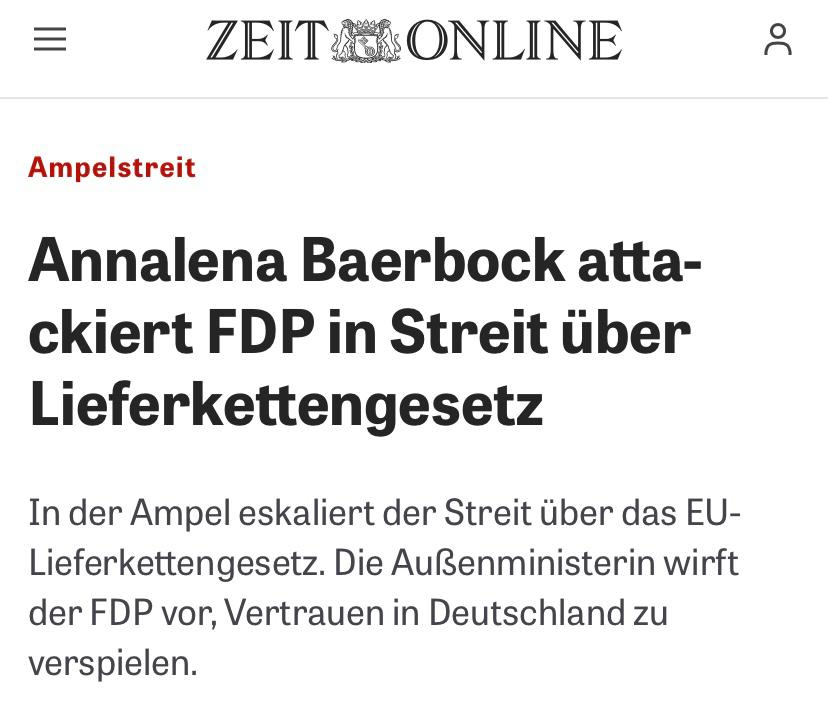 ZEIT ONLINE
Ampelstreit
Annalena Baerbock atta-
ckiert FDP in Streit über
Lieferkettengesetz
In der Ampel eskaliert der Streit über das EU-
Lieferkettengesetz. Die Außenministerin wirft
der FDP vor, Vertrauen in Deutschland zu
verspielen.